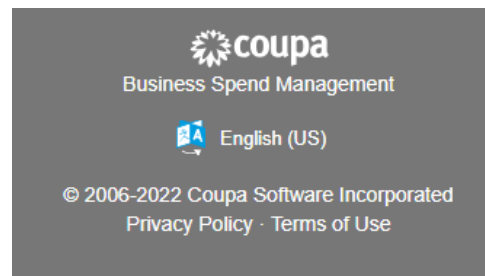 coupa
Business Spend Management
English (US)
© 2006-2022 Coupa Software Incorporated
Privacy Policy · Terms of Use